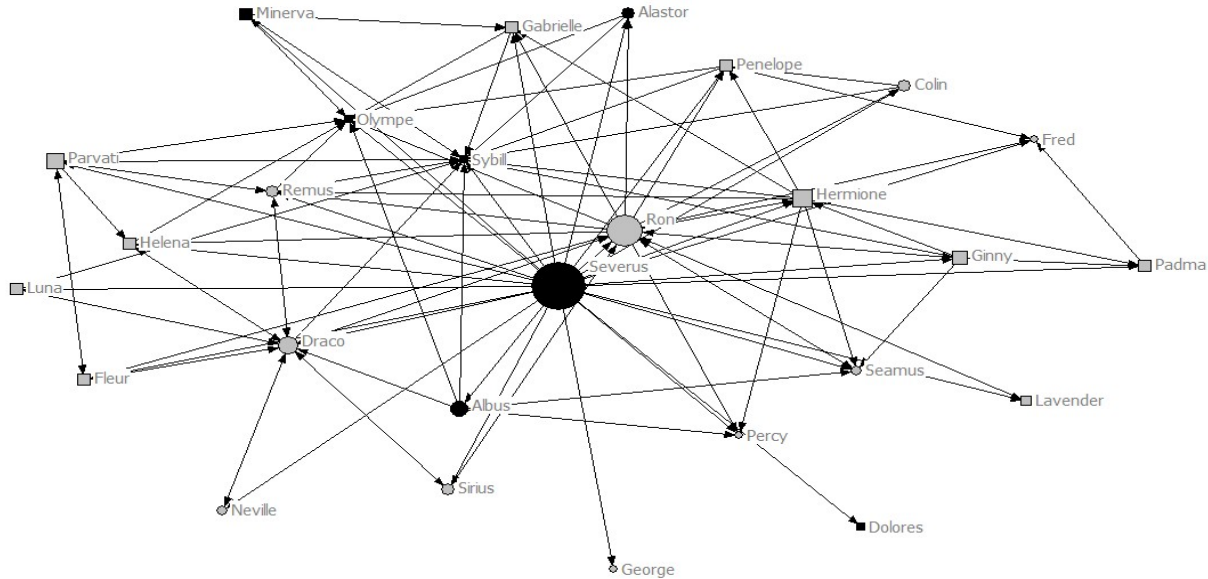 Minerva
Alastor
Gabrielle
Penelope
Colin
Olympe
Fred
Parvati
Sybill
Remus
Hermione
Ron
Helena
Ginny
Severus
Padma
Luna
Draco
Seamus
Fleur
Albus
Lavender
Percy
Sirius
Neville
Dolores
George